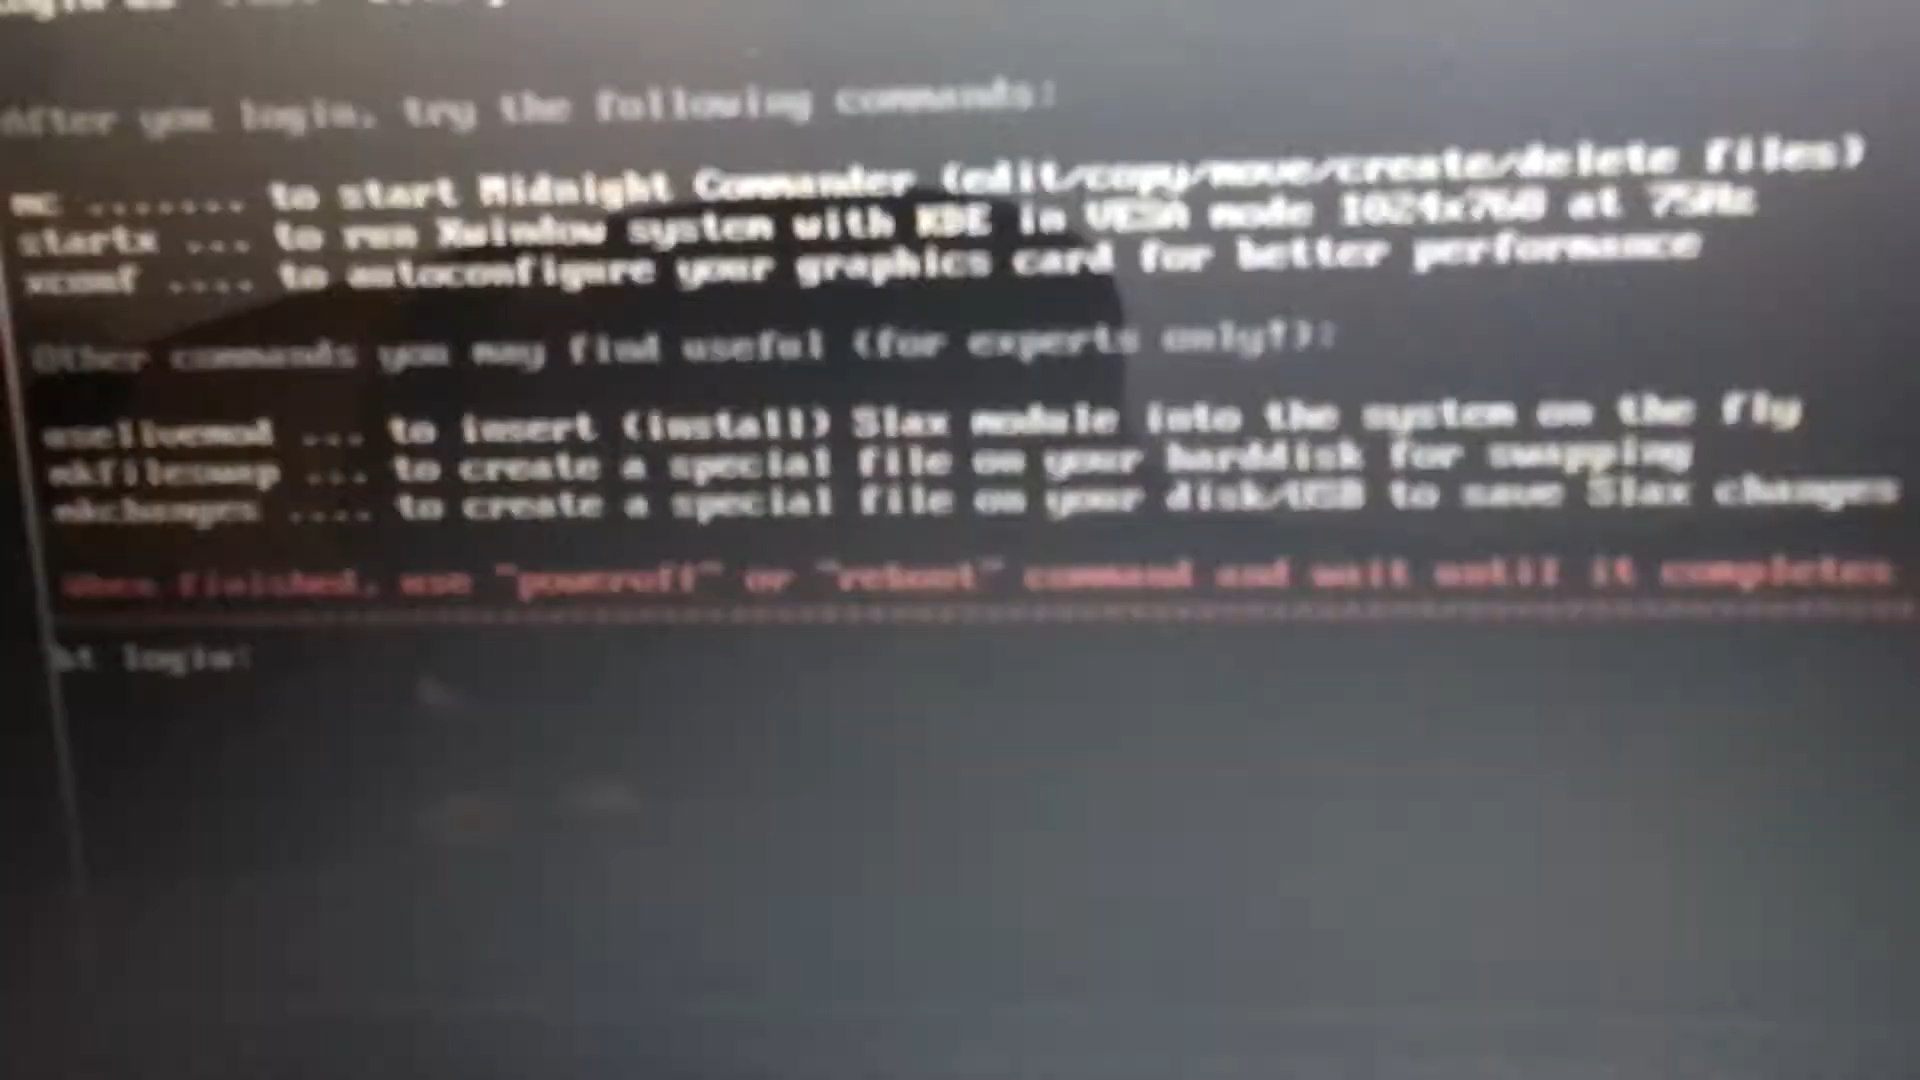 After you login, try the following commands:
mc ....... to start Midnight Commander (edit/copy/move/create/delete files)
startx ... to run Xwindow system with KDE in VESA mode 1024x768 at 75Hz
xconf .... to autoconfigure your graphics card for better performance
Other commands you may find useful (for experts only!):
uselivemod ... to insert (install) Slax module into the system on the fly
mkfileswap ... to create a special file on your harddisk for swapping
mkchanges .... to create a special file on your disk/USB to save Slax changes
When finished, use "poweroff" or "reboot" command and wait until it completes
login: